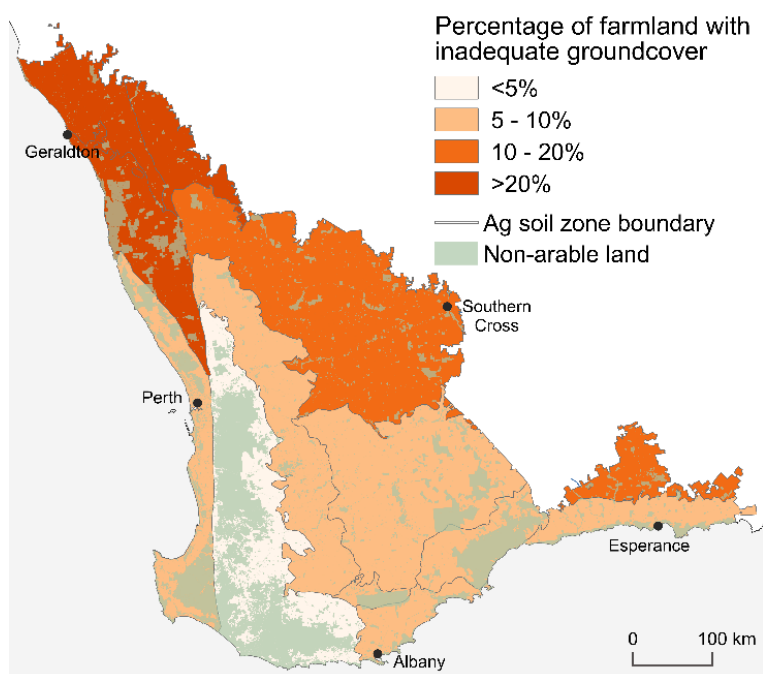 Percentage of farmland with
inadequate groundcover
<5%
5 - 10%
10 - 20%
>20%
Ag soil zone boundary
Non-arable land
Geraldton
Southern
Cross
Perth
Esperance
Albany
0 100 km